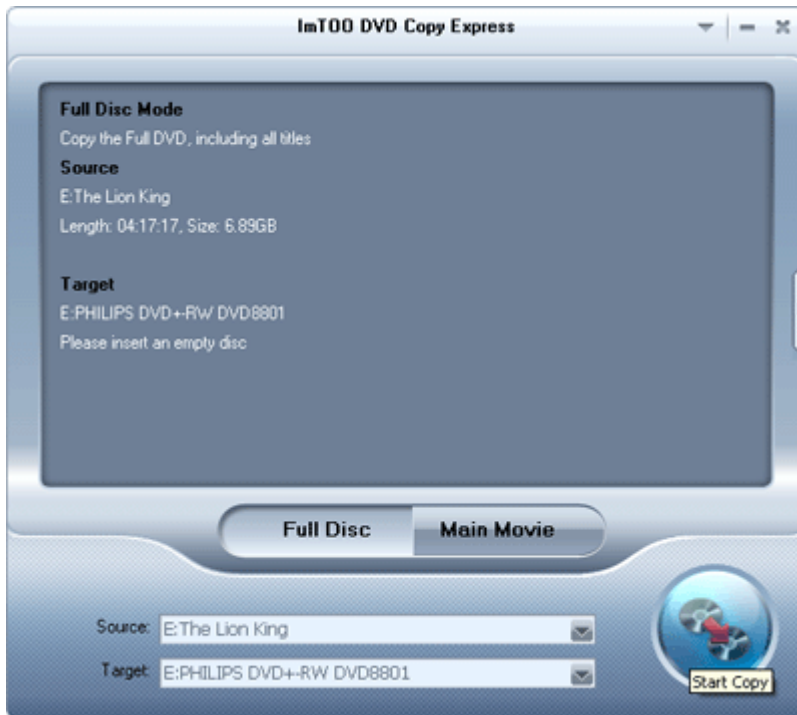 ImTOO DVD Copy Express
Full Disc Mode
Copy the Full DVD, including all titles
Source
E:The Lion King
Length: 04:17:17, Size: 6.89GB
Target
E:PHILIPS DVD+-RW DVD8801
Please insert an empty disc
Full Disc Main Movie
Source: E:The Lion King
Target: E:PHILIPS DVD+-RW DVD8801
Start Copy